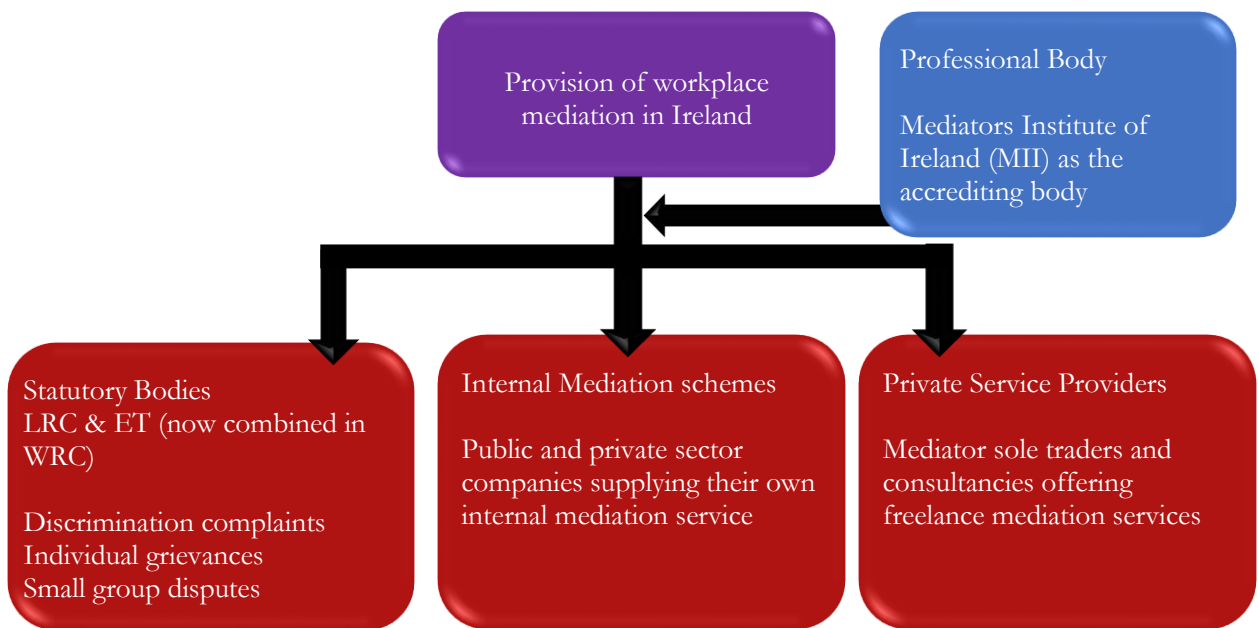 Provision of workplace
mediation in Ireland
Professional Body
Mediators Institute of
Ireland (MII) as the
accrediting body
Statutory Bodies
LRC & ET (now combined in
WRC)
Discrimination complaints
Individual grievances
Small group disputes
Internal Mediation schemes
Public and private sector
companies supplying their own
internal mediation service
Private Service Providers
Mediator sole traders and
consultancies offering
freelance mediation services